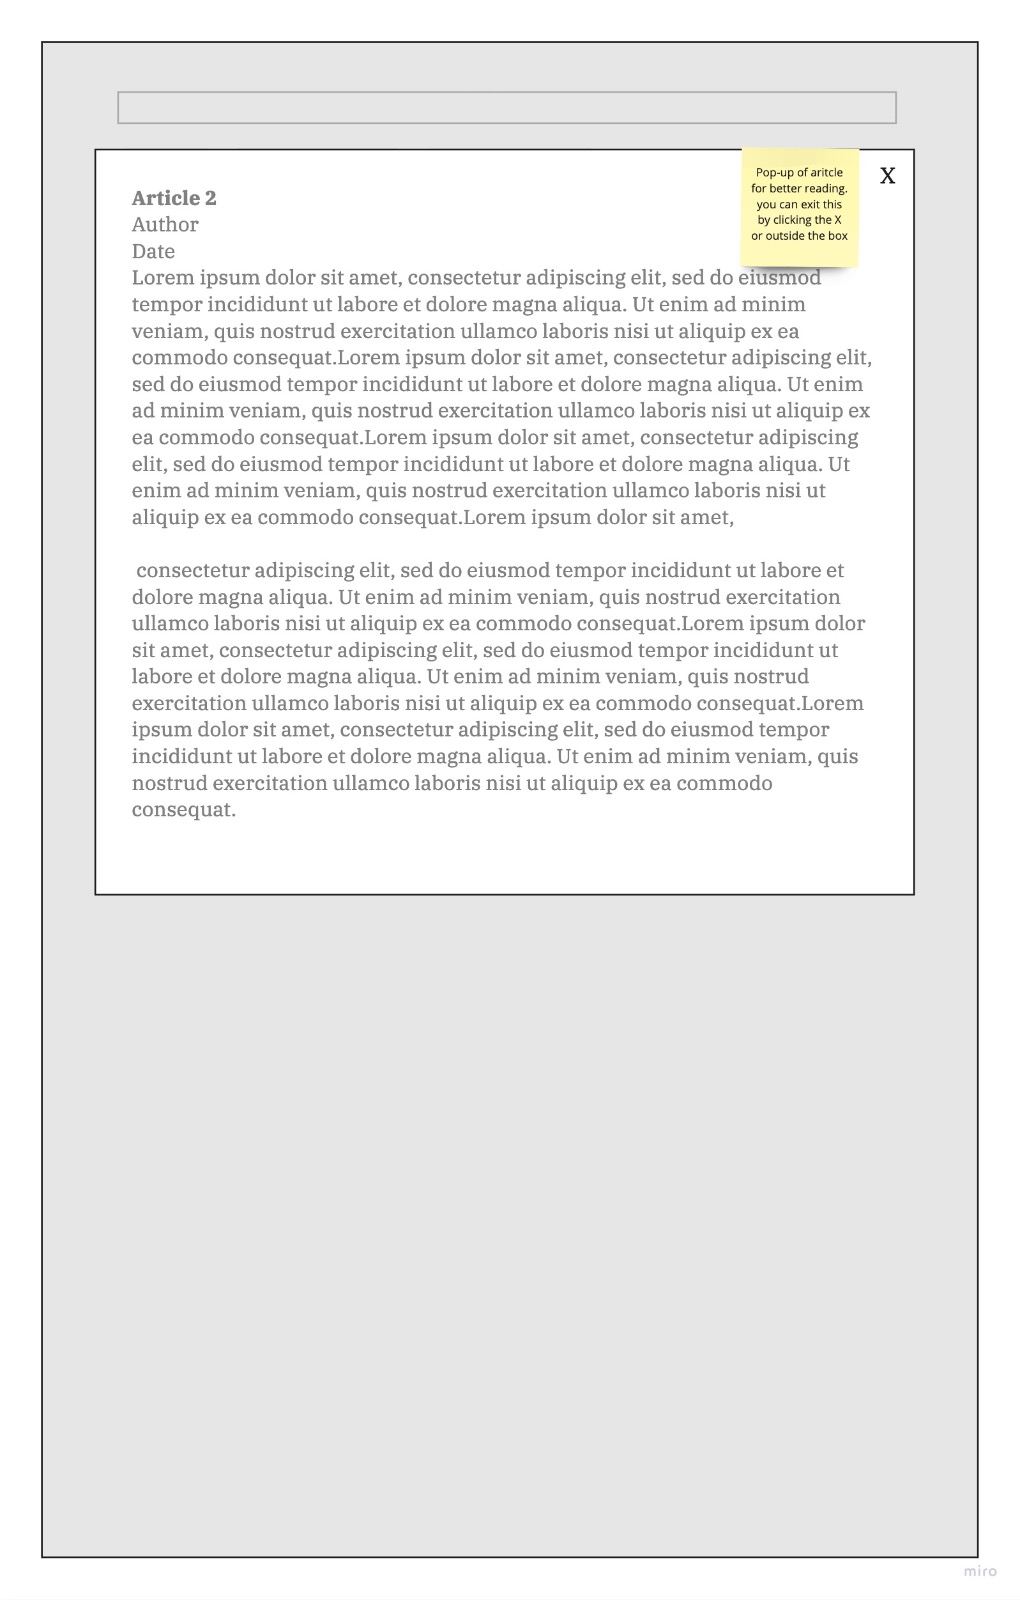 Pop-up of aritcle
for better reading.
you can exit this
by clicking the X
or outside the box
X
Article 2
Author
Date
Lorem ipsum dolor sit amet, consectetur adipiscing elit, sed do eiusmod
tempor incididunt ut labore et dolore magna aliqua. Ut enim ad minim
veniam, quis nostrud exercitation ullamco laboris nisi ut aliquip ex ea
commodo consequat.Lorem ipsum dolor sit amet, consectetur adipiscing elit,
sed do eiusmod tempor incididunt ut labore et dolore magna aliqua. Ut enim
ad minim veniam, quis nostrud exercitation ullamco laboris nisi ut aliquip ex
ea commodo consequat.Lorem ipsum dolor sit amet, consectetur adipiscing
elit, sed do eiusmod tempor incididunt ut labore et dolore magna aliqua. Ut
enim ad minim veniam, quis nostrud exercitation ullamco laboris nisi ut
aliquip ex ea commodo consequat.Lorem ipsum dolor sit amet,
consectetur adipiscing elit, sed do eiusmod tempor incididunt ut labore et
dolore magna aliqua. Ut enim ad minim veniam, quis nostrud exercitation
ullamco laboris nisi ut aliquip ex ea commodo consequat.Lorem ipsum dolor
sit amet, consectetur adipiscing elit, sed do eiusmod tempor incididunt ut
labore et dolore magna aliqua. Ut enim ad minim veniam, quis nostrud
exercitation ullamco laboris nisi ut aliquip ex ea commodo consequat.Lorem
ipsum dolor sit amet, consectetur adipiscing elit, sed do eiusmod tempor
incididunt ut labore et dolore magna aliqua. Ut enim ad minim veniam, quis
nostrud exercitation ullamco laboris nisi ut aliquip ex ea commodo
consequat.
miro